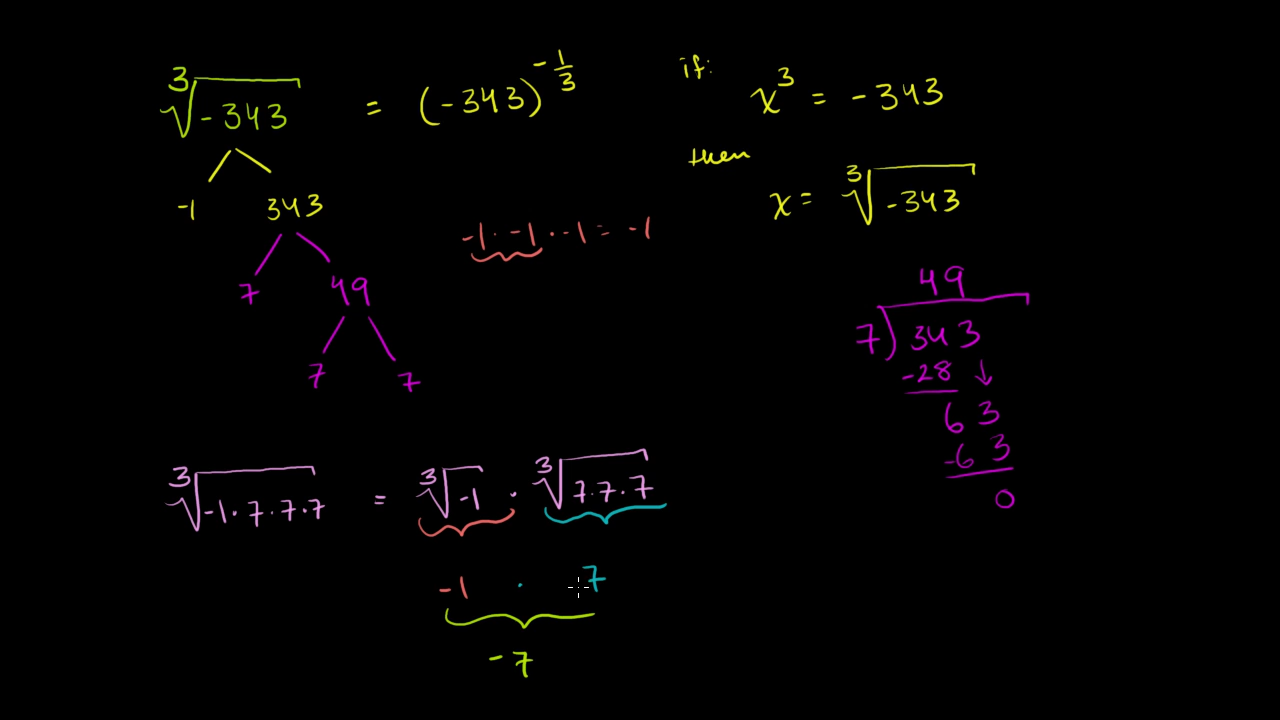 ∛-343 = (-343)^-1/3
-1 343
7 49
7 7
-1 · -1 · -1 = -1
if: x³ = -343
then
x = ∛-343
49
7)343
-28 ↓
63
-63
0
∛-1·7·7·7 = ∛-1 · ∛7·7·7
-1 · 7
-7